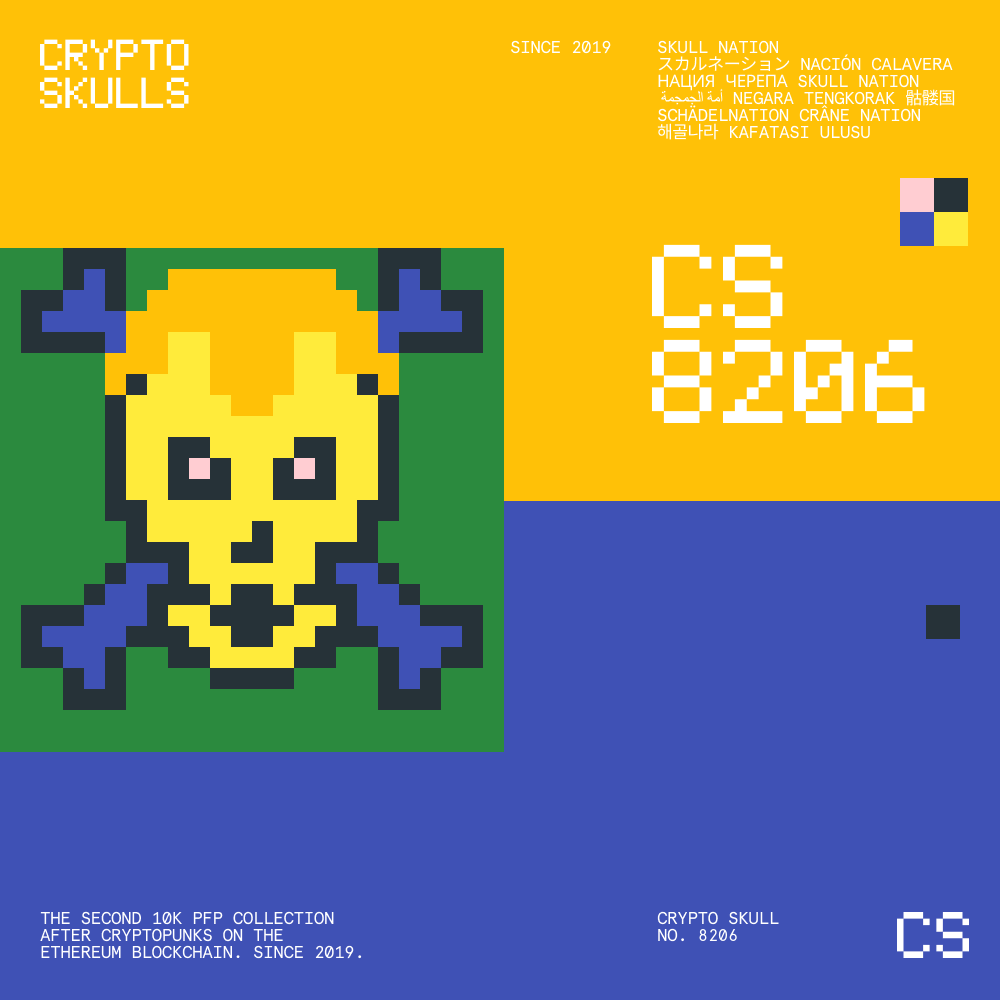 CRYPTO
SKULLS
SINCE 2019
SKULL NATION
スカルネーション NACIÓN CALAVERA
НАЦИЯ ЧЕРЕПА SKULL NATION
أمة الجمجمة NEGARA TENGKORAK 骷髅国
SCHÄDELNATION CRÂNE NATION
해골나라 KAFATASI ULUSU
CS
8206
THE SECOND 10K PFP COLLECTION
AFTER CRYPTOPUNKS ON THE
ETHEREUM BLOCKCHAIN. SINCE 2019.
CRYPTO SKULL
NO. 8206
CS